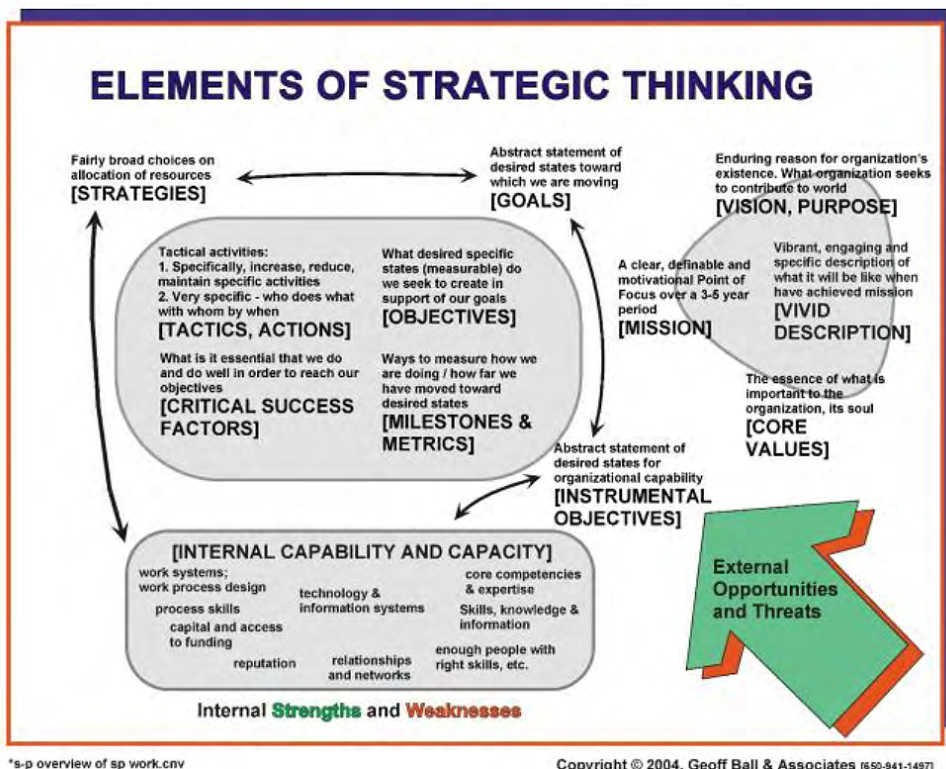 ELEMENTS OF STRATEGIC THINKING
Fairly broad choices on
allocation of resources
[STRATEGIES]
Abstract statement of
desired states toward
which we are moving
[GOALS]
Enduring reason for organization's
existence. What organization seeks
to contribute to world
[VISION, PURPOSE]
Tactical activities:
1. Specifically, increase, reduce,
maintain specific activities
2. Very specific - who does what
with whom by when
[TACTICS, ACTIONS]
What desired specific
states (measurable) do
we seek to create in
support of our goals
[OBJECTIVES]
A clear, definable and
motivational Point of
Focus over a 3-5 year
period
[MISSION]
Vibrant, engaging and
specific description of
what it will be like when
have achieved mission
[VIVID
DESCRIPTION]
What is it essential that we do
and do well in order to reach our
objectives
[CRITICAL SUCCESS
FACTORS]
Ways to measure how we
are doing / how far we
have moved toward
desired states
[MILESTONES &
METRICS]
The essence of what is
important to the
organization, its soul
[CORE
VALUES]
Abstract statement of
desired states for
organizational capability
[INSTRUMENTAL
OBJECTIVES]
[INTERNAL CAPABILITY AND CAPACITY]
work systems;
work process design
process skills
capital and access
to funding
reputation
technology &
information systems
relationships
and networks
core competencies
& expertise
Skills, knowledge &
information
enough people with
right skills, etc.
External
Opportunities
and Threats
Internal Strengths and Weaknesses
*s-p overview of sp work.cnv
Copyright © 2004, Geoff Ball & Associates [650-941-1497]